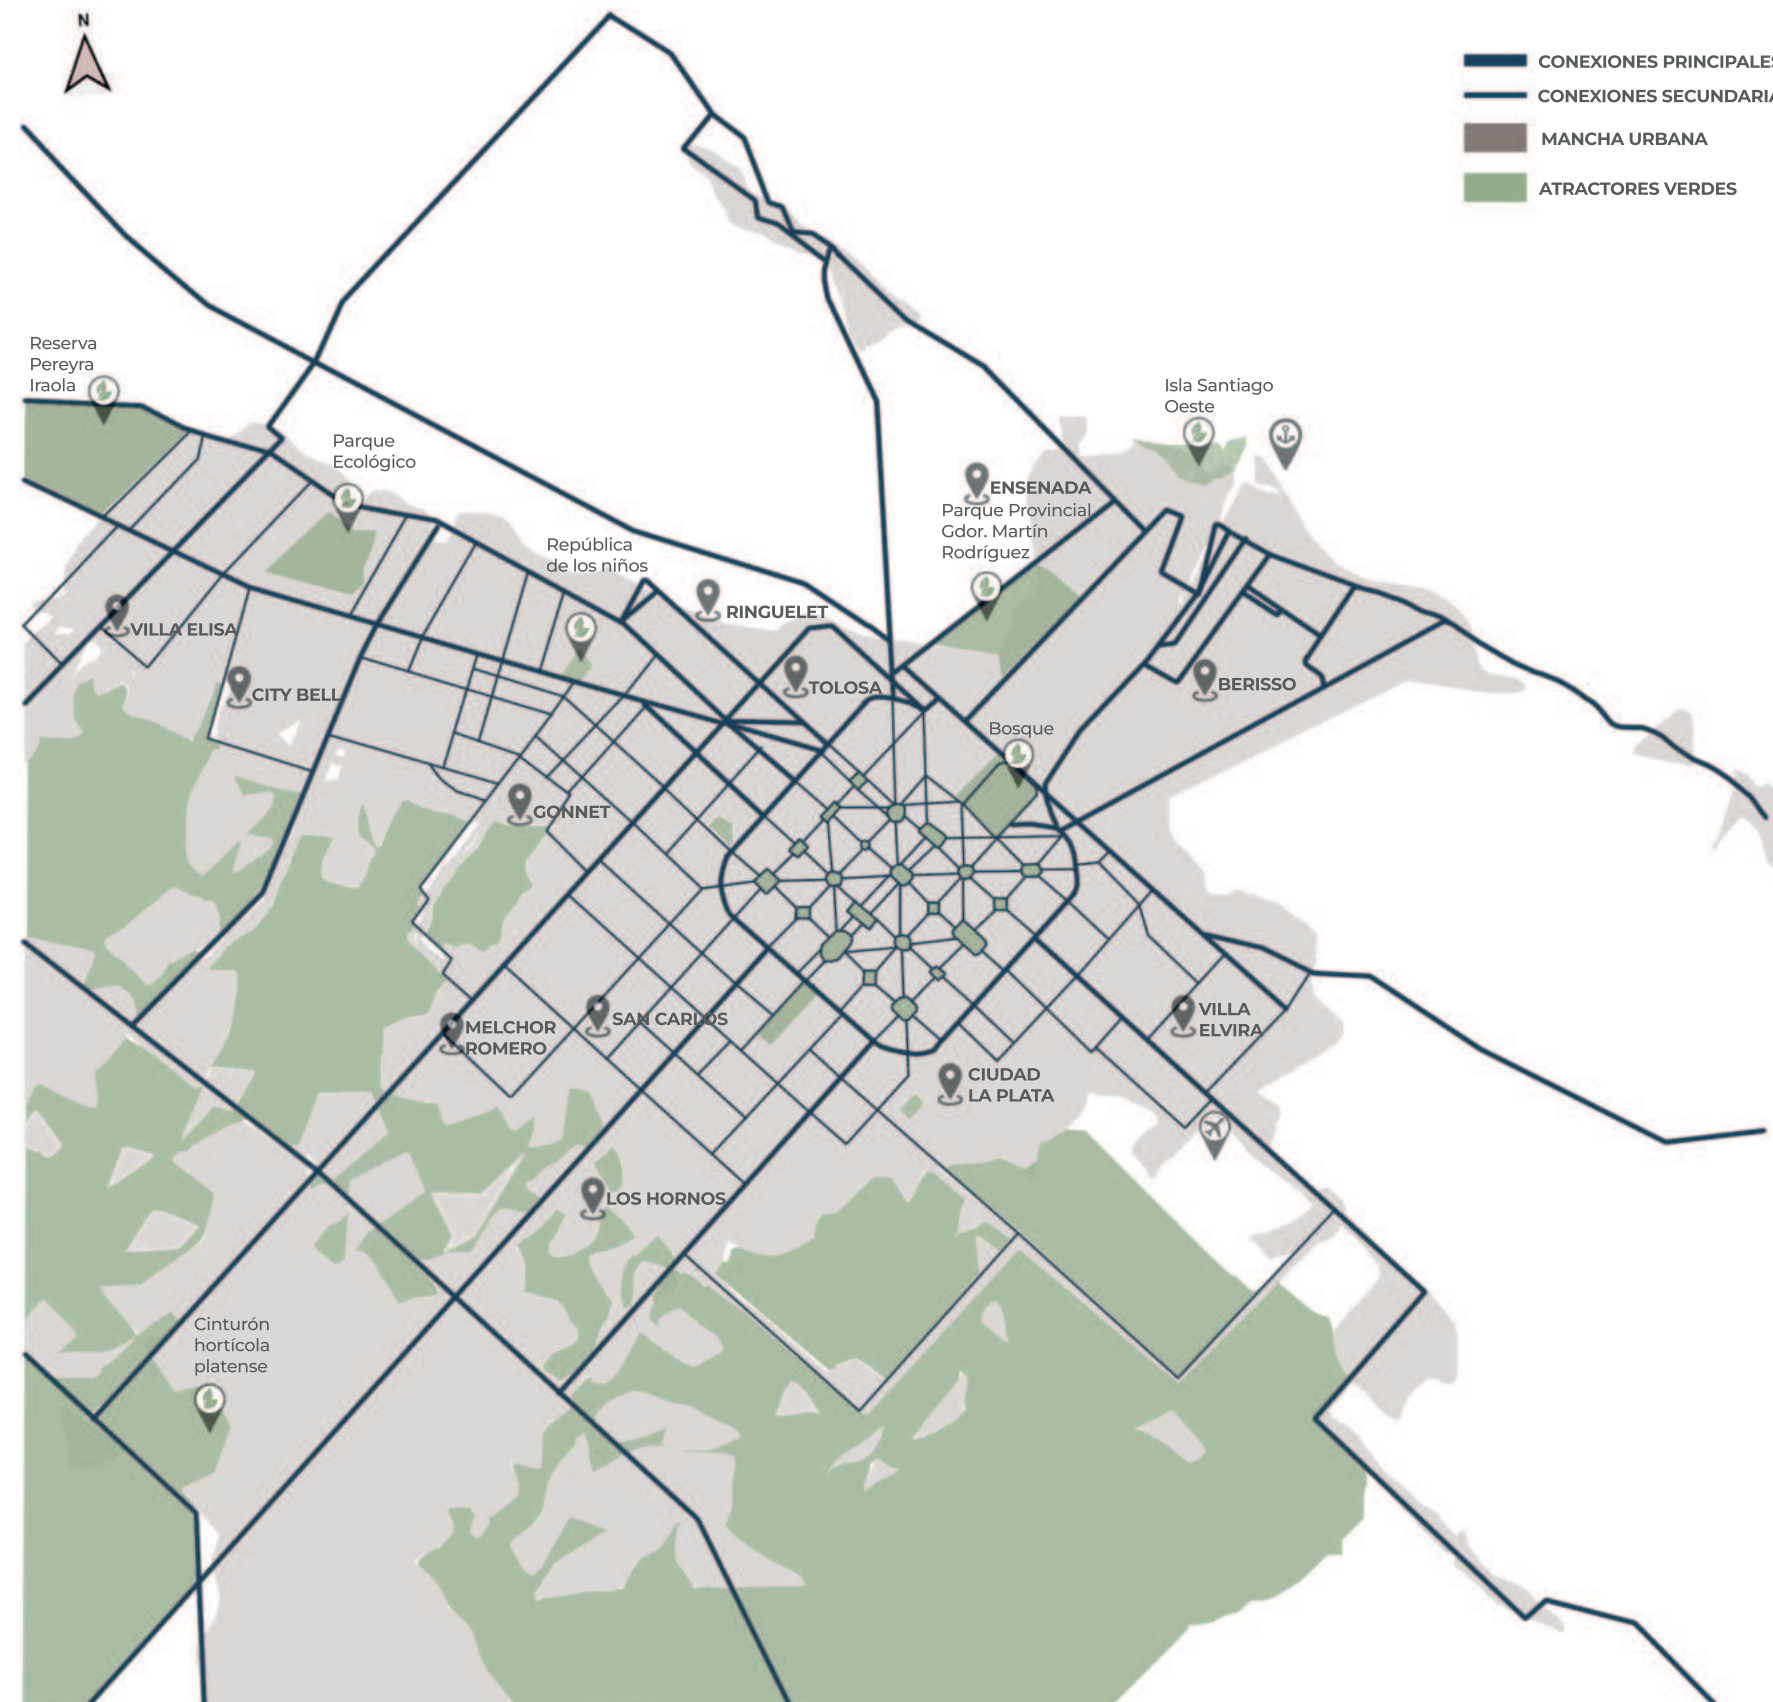 N
CONEXIONES PRINCIPALES
CONEXIONES SECUNDARIA
MANCHA URBANA
ATRACTORES VERDES
Reserva
Pereyra
Iraola
Parque
Ecológico
Isla Santiago
Oeste
ENSENADA
Parque Provincial
Gdor. Martín
Rodríguez
República
de los niños
RINGUELET
VILLA ELISA
CITY BELL
TOLOSA
BERISSO
Bosque
GONNET
MELCHOR
ROMERO
SAN CARLOS
VILLA
ELVIRA
CIUDAD
LA PLATA
LOS HORNOS
Cinturón
hortícola
platense